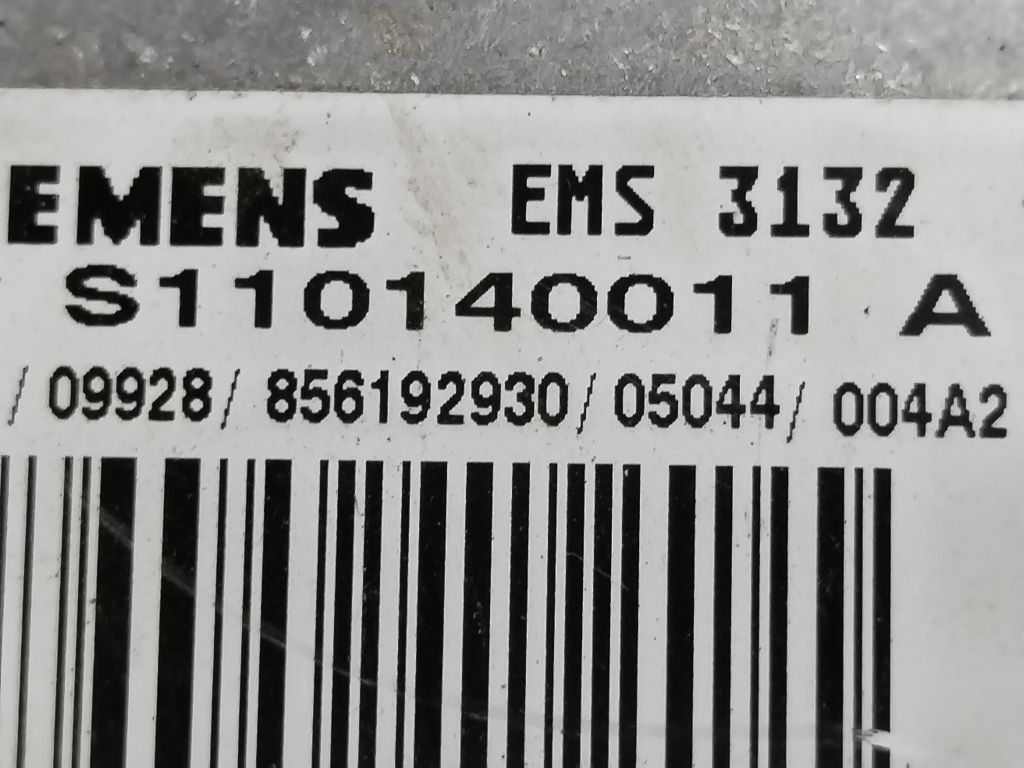 EMENS EMS 3132
S110140011 A
/ 09928/ 856192930/ 05044/ 004A2